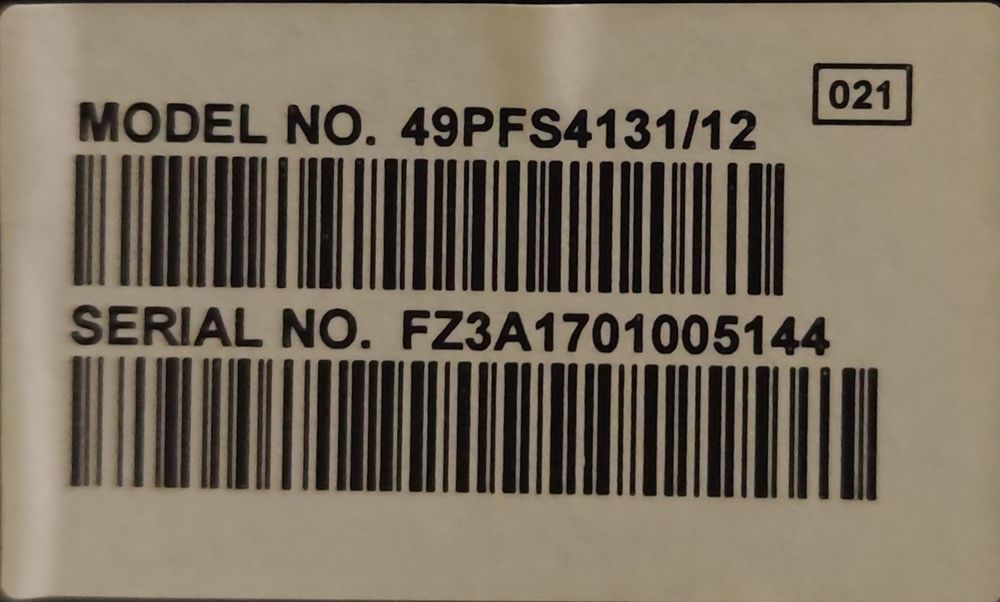 021
MODEL NO. 49PFS4131/12
SERIAL NO. FZ3A1701005144